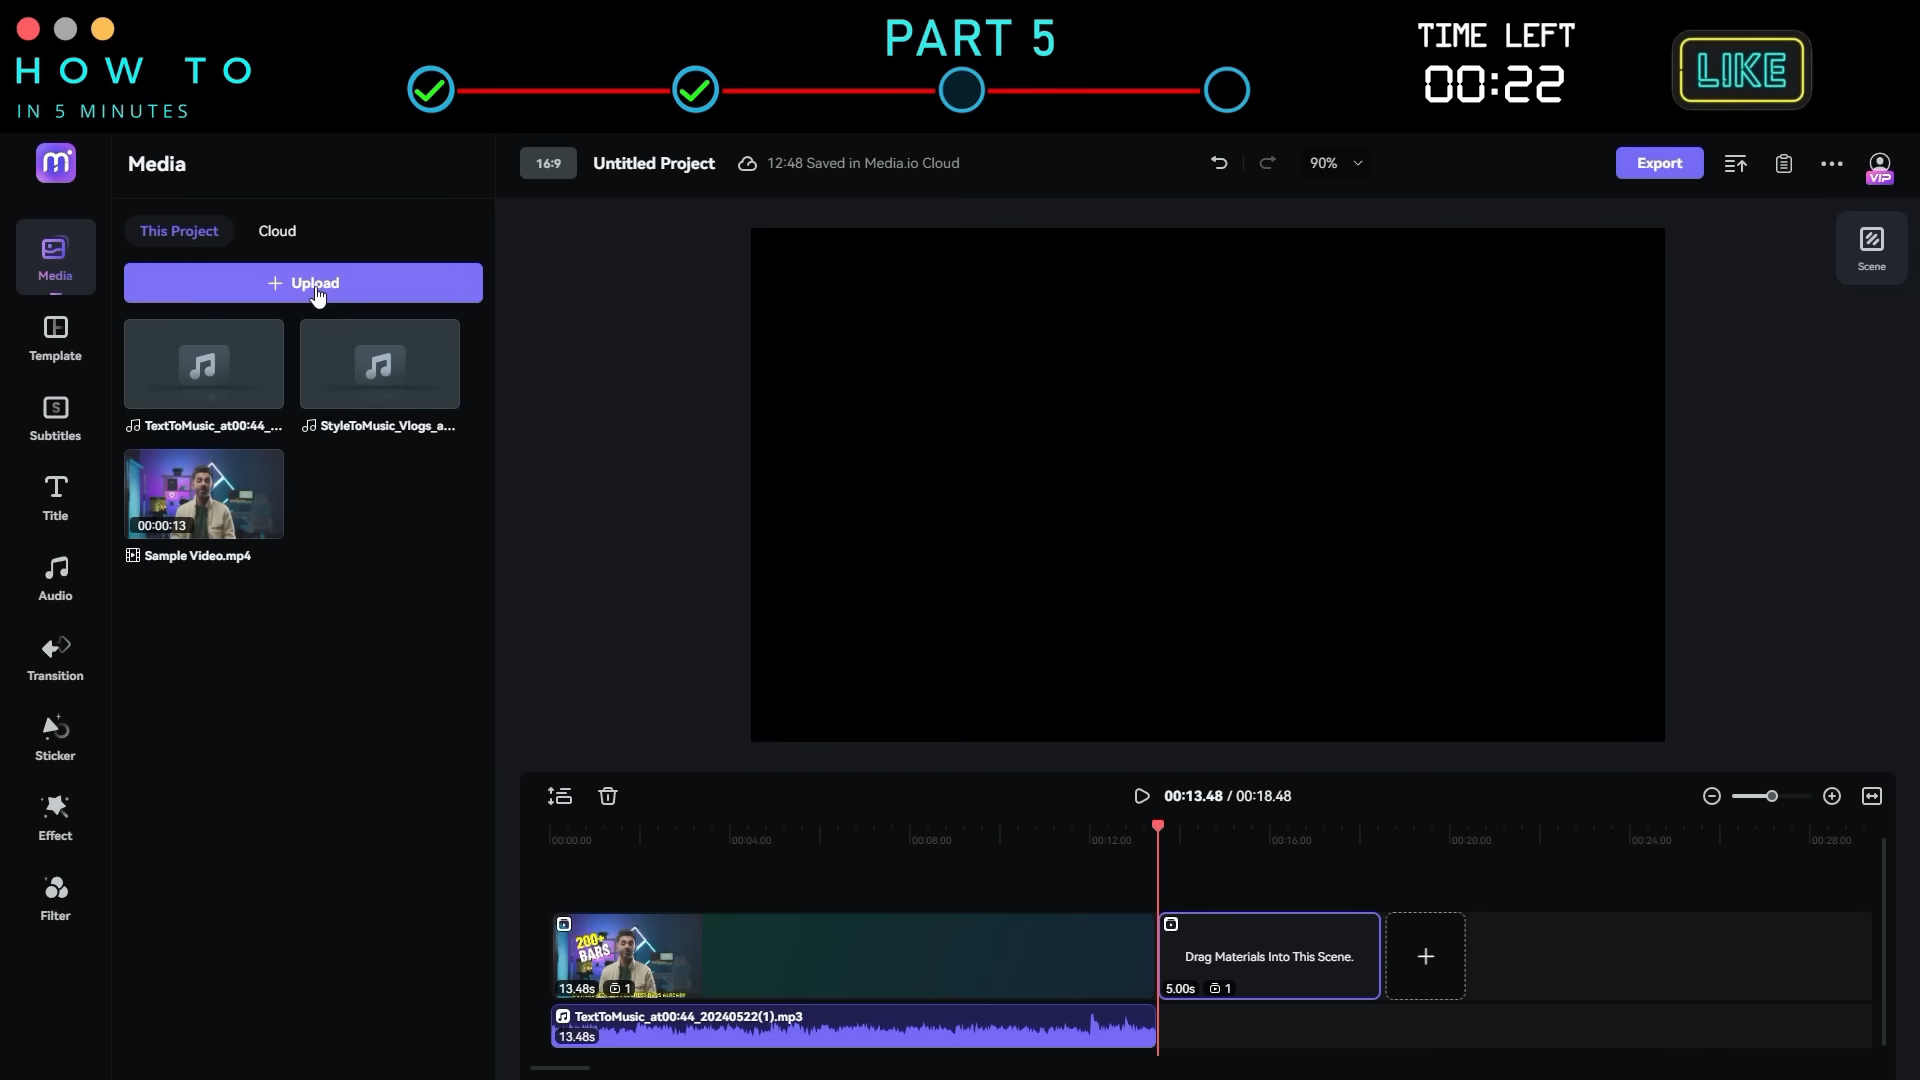 PART 5
HOW TO
IN 5 MINUTES
TIME LEFT
00:22
LIKE
m
Media
16:9
Untitled Project
12:48 Saved in Media.io Cloud
90%
Export
VIP
This Project
Cloud
Upload
Scene
Media
Template
Subtitles
Title
Audio
Transition
Sticker
Effect
Filter
TextToMusic_at00:44_...
StyleToMusic_Vlogs_a...
00:00:13
Sample Video.mp4
00:13.48 / 00:18.48
00:00.00
00:04.00
00:08.00
00:12.00
00:16.00
00:20.00
00:24.00
00:28.00
200+
BARS
13.48s
1
Drag Materials Into This Scene.
5.00s
1
TextToMusic_at00:44_20240522(1).mp3
13.48s